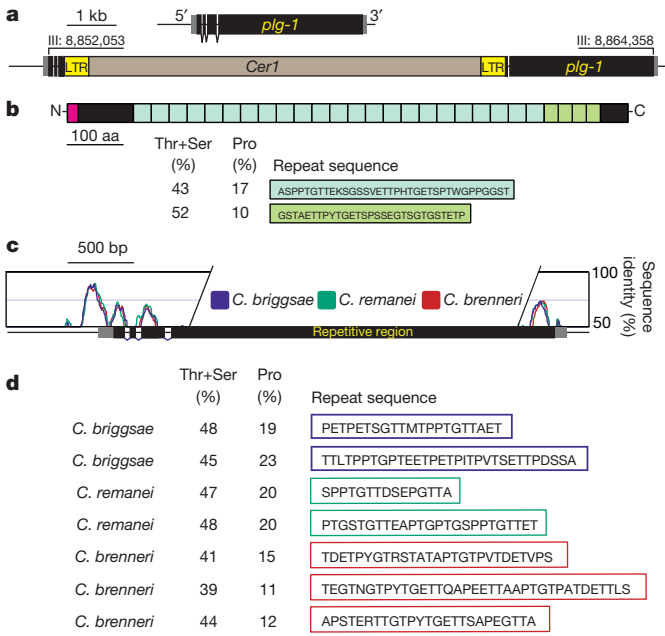 a
1 kb
5′ plg-1 3′
III: 8,852,053 III: 8,864,358
LTR Cer1 LTR plg-1
b
N C
100 aa
Thr+Ser (%) Pro (%) Repeat sequence
43 17 ASPPTGTTEKSGSSVETTPHTGETSPTWGPPGGST
52 10 GSTAETTPYTGETSPSSEGTSGTGSTETP
c
500 bp
C. briggsae C. remanei C. brenneri
100
50
Sequence identity (%)
Repetitive region
d
Thr+Ser (%) Pro (%) Repeat sequence
C. briggsae 48 19 PETPETSGTTMTPPTGTTAET
C. briggsae 45 23 TTLTPPTGPTEETPETPITPVTSETTPDSSA
C. remanei 47 20 SPPTGTTDSEPGTTA
C. remanei 48 20 PTGSTGTTEAPTGPTGSPPTGTTET
C. brenneri 41 15 TDETPYGTRSTATAPTGTPVTDETVPS
C. brenneri 39 11 TEGTNGTPYTGETTQAPEETTAAPTGTPATDETTLS
C. brenneri 44 12 APSTERTTGTPYTGETTSAPEGTTA